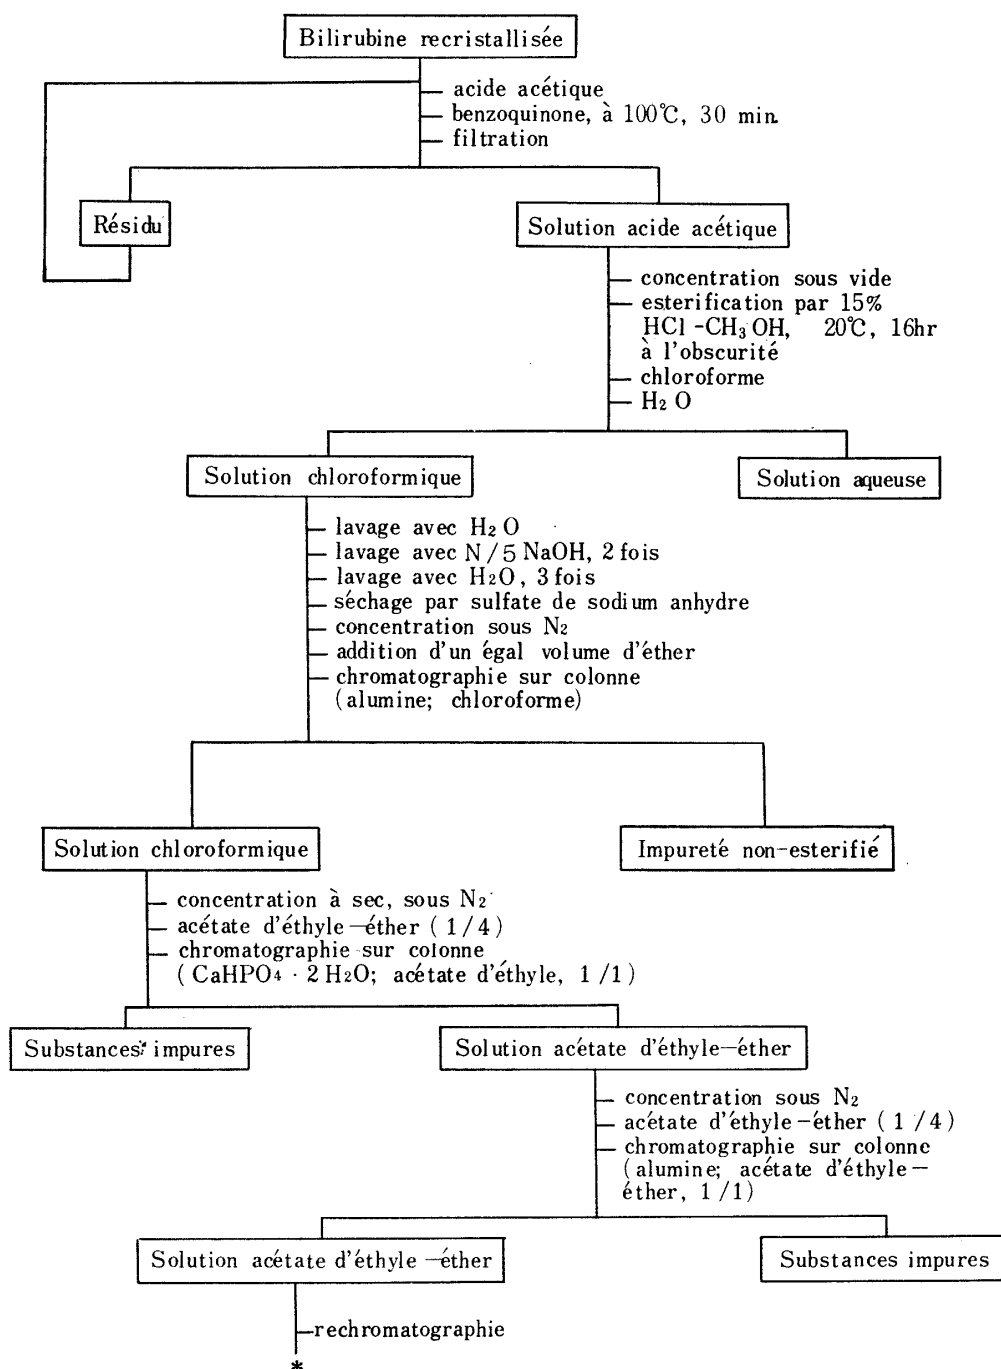 Bilirubine recristallisée
acide acétique
benzoquinone, à 100℃, 30 min.
filtration
Résidu
Solution acide acétique
concentration sous vide
esterification par 15%
HCl-CH₃OH, 20℃, 16hr
à l'obscurité
chloroforme
H₂O
Solution chloroformique
Solution aqueuse
lavage avec H₂O
lavage avec N/5 NaOH, 2 fois
lavage avec H₂O, 3 fois
séchage par sulfate de sodium anhydre
concentration sous N₂
addition d'un égal volume d'éther
chromatographie sur colonne
(alumine; chloroforme)
Solution chloroformique
Impureté non-esterifié
concentration à sec, sous N₂
acétate d'éthyle-éther (1/4)
chromatographie sur colonne
(CaHPO₄·2H₂O; acétate d'éthyle, 1/1)
Substances impures
Solution acétate d'éthyle-éther
concentration sous N₂
acétate d'éthyle-éther (1/4)
chromatographie sur colonne
(alumine; acétate d'éthyle-
éther, 1/1)
Solution acétate d'éthyle-éther
Substances impures
rechromatographie
*